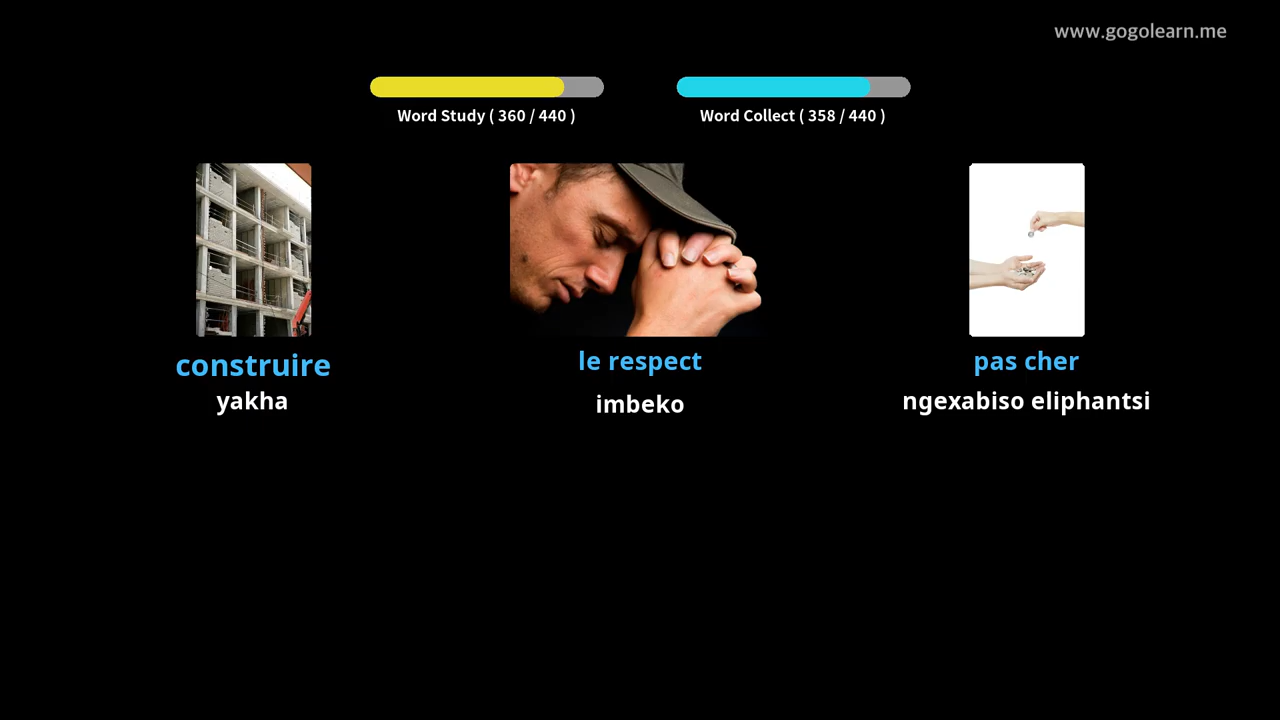 www.gogolearn.me
Word Study ( 360 / 440 )
Word Collect ( 358 / 440 )
construire
yakha
le respect
imbeko
pas cher
ngexabiso eliphantsi